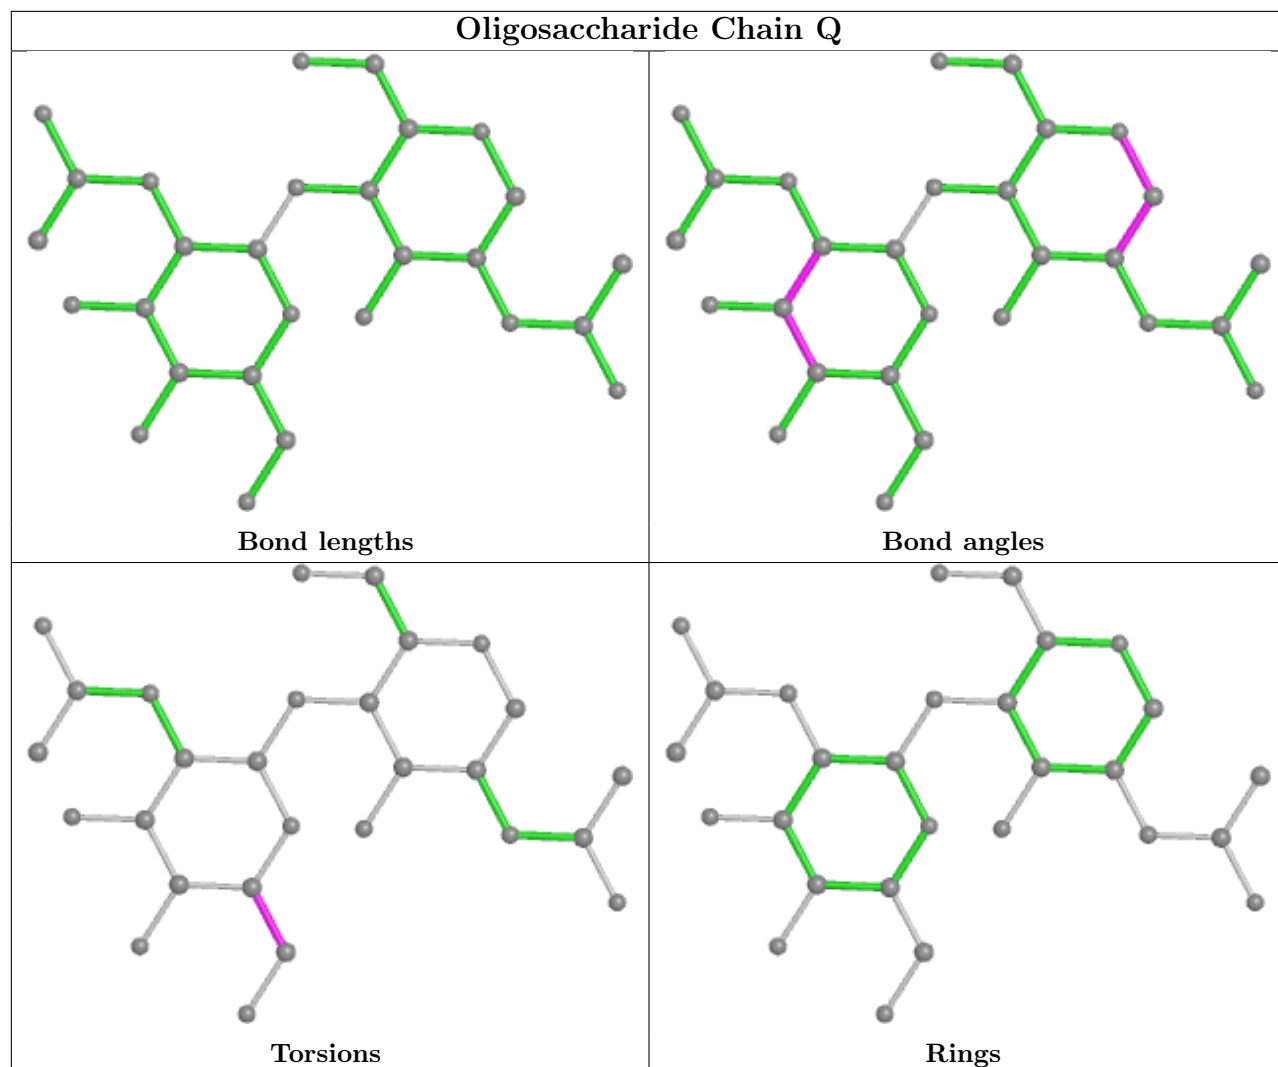 Oligosaccharide Chain Q
Bond lengths
Bond angles
Torsions
Rings